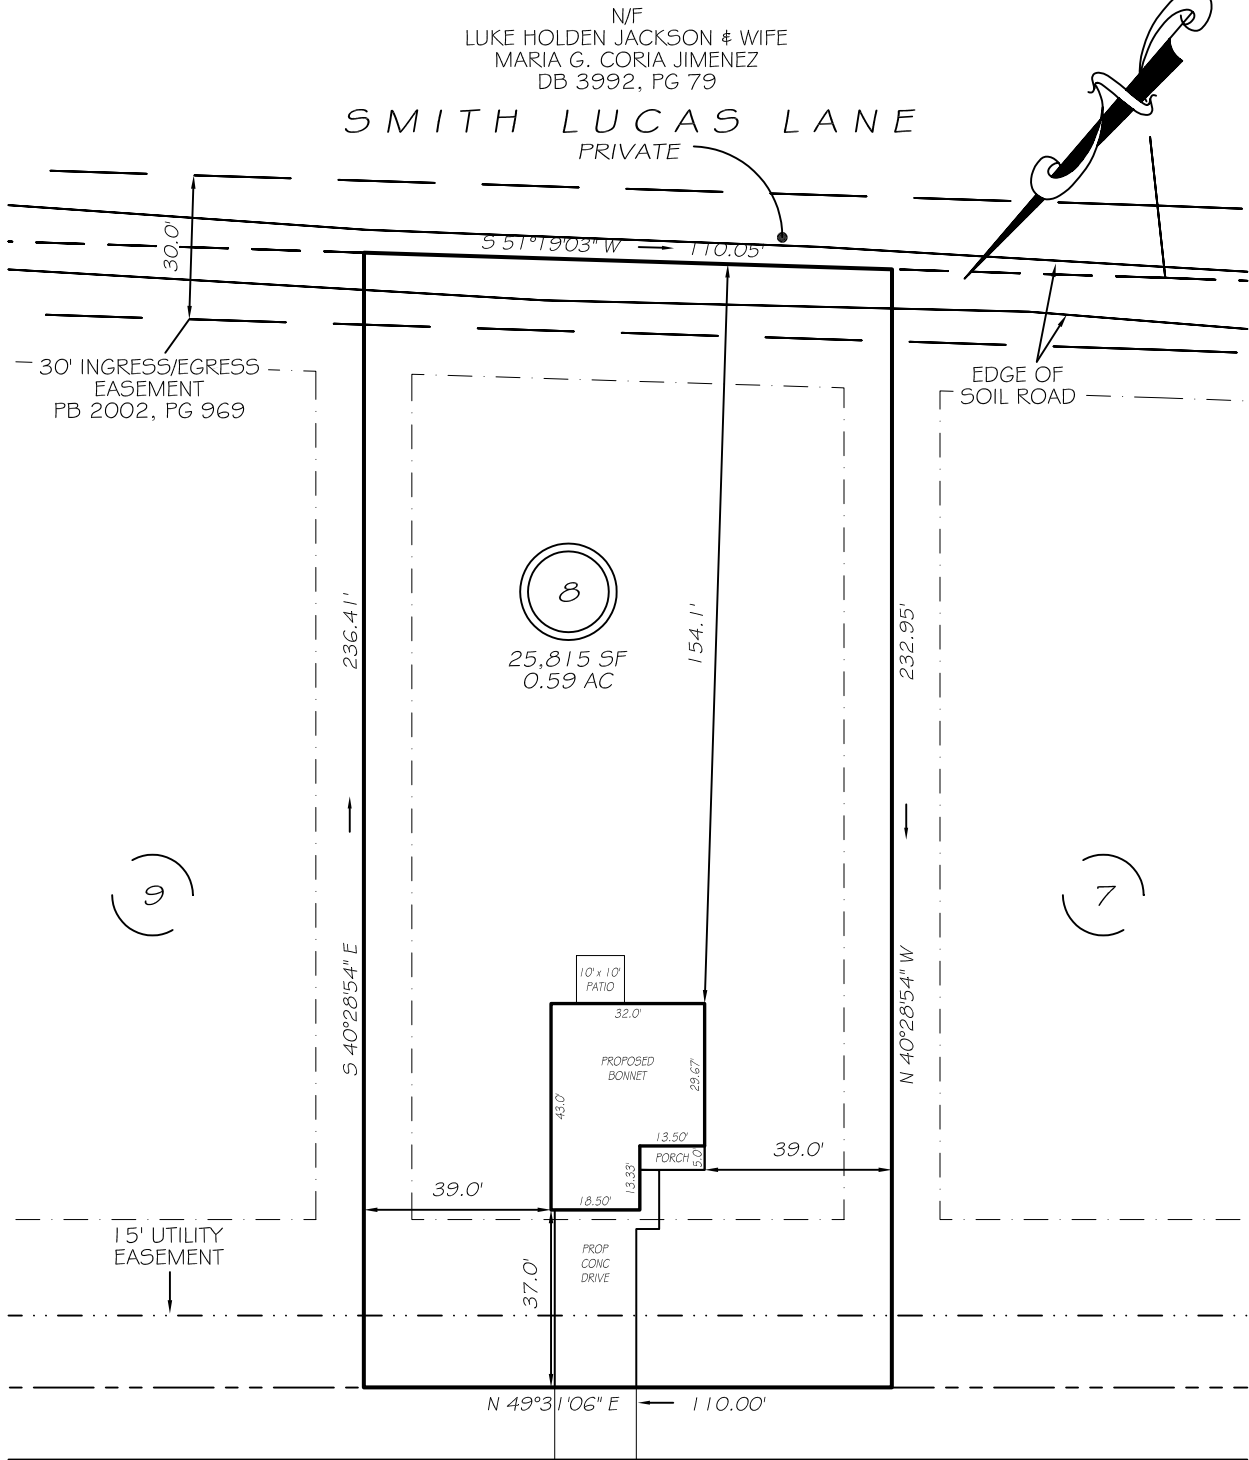 N/F
LUKE HOLDEN JACKSON & WIFE
MARIA G. CORIA JIMENEZ
DB 3992, PG 79
SMITH LUCAS LANE
PRIVATE
30.0'
S 51°19'03" W
110.05'
30' INGRESS/EGRESS
EASEMENT
PB 2002, PG 969
EDGE OF
SOIL ROAD
8
25,815 SF
0.59 AC
236.41'
154.1'
232.95'
9
7
S 40°28'54" E
N 40°28'54" W
10' x 10'
PATIO
32.0'
PROPOSED
BONNET
29.67'
43.0'
13.50'
PORCH
5.0'
13.33'
18.50'
39.0'
39.0'
15' UTILITY
EASEMENT
37.0'
PROP
CONC
DRIVE
N 49°31'06" E
110.00'